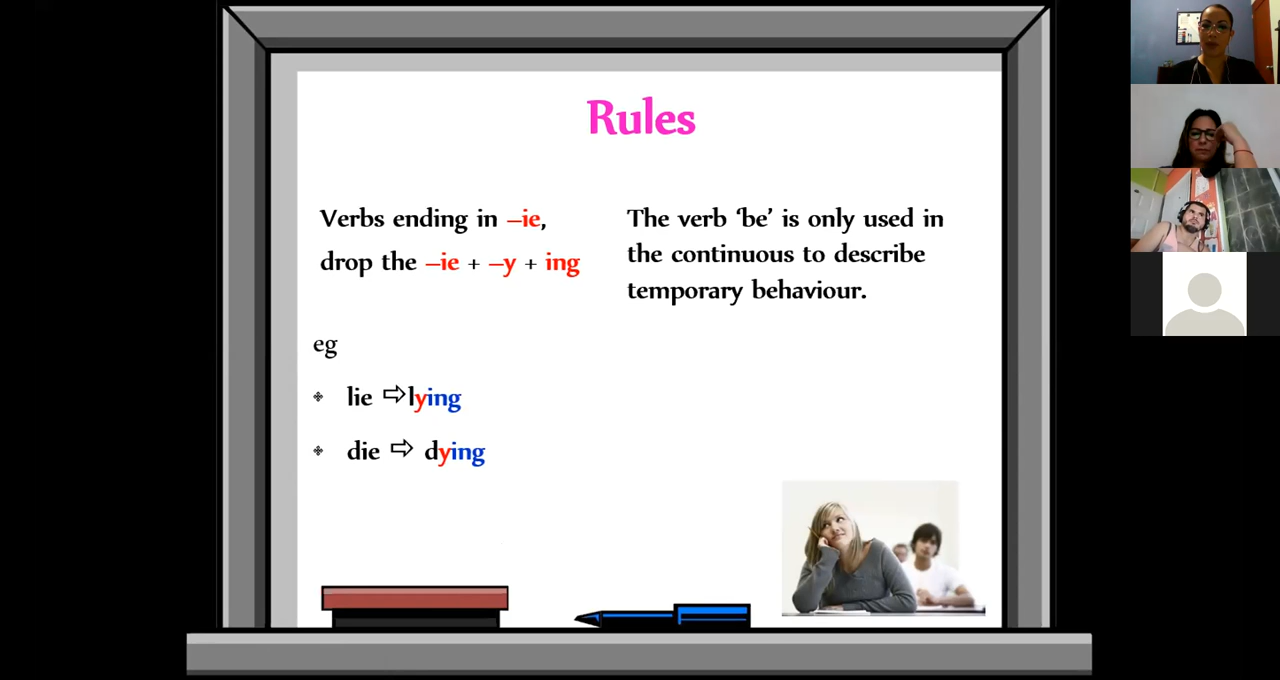 Rules
Verbs ending in –ie,
drop the –ie + –y + ing
eg
lie ⇨lying
die ⇨ dying
The verb ‘be’ is only used in
the continuous to describe
temporary behaviour.